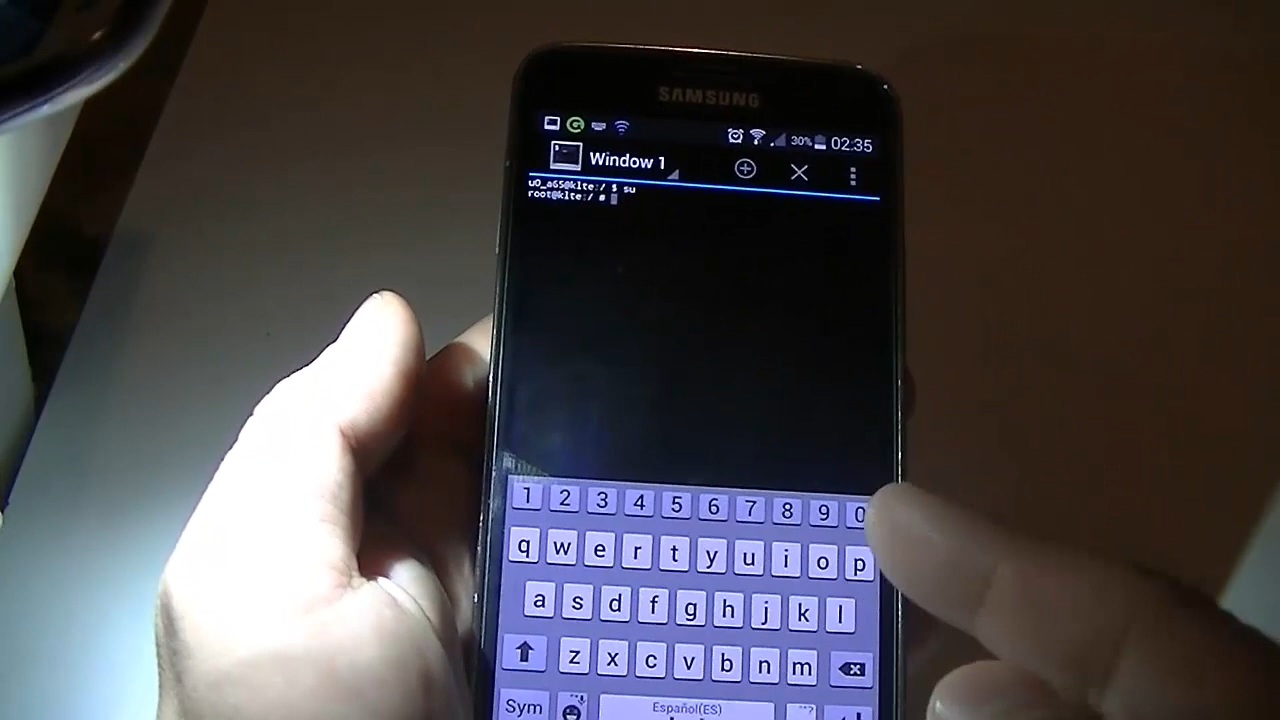 SAMSUNG
30% 02:35
Window 1
u0_a65@klte:/ $ su
root@klte:/ #
1 2 3 4 5 6 7 8 9 0
q w e r t y u i o p
a s d f g h j k l
z x c v b n m
Sym Español(ES)